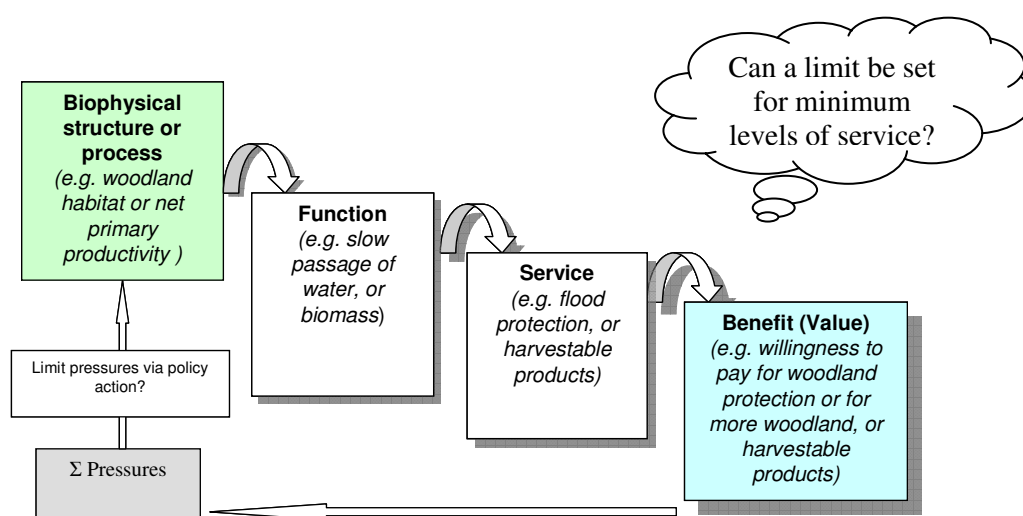 Can a limit be set
for minimum
levels of service?
Biophysical
structure or
process
(e.g. woodland
habitat or net
primary
productivity )
Function
(e.g. slow
passage of
water, or
biomass)
Service
(e.g. flood
protection, or
harvestable
products)
Benefit (Value)
(e.g. willingness to
pay for woodland
protection or for
more woodland, or
harvestable
products)
Limit pressures via policy
action?
Σ Pressures